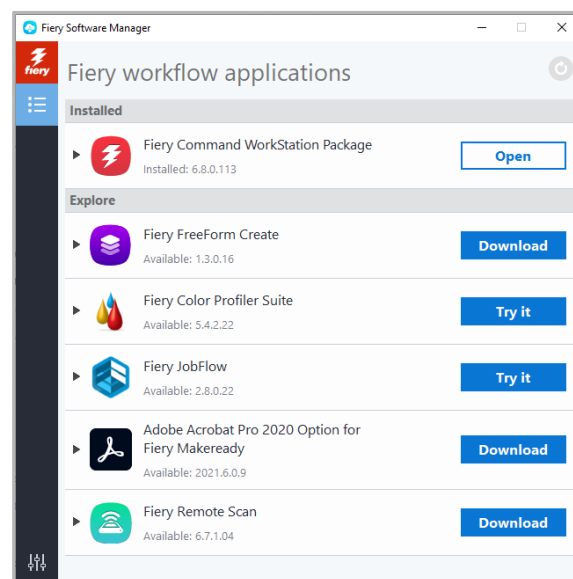 Fiery Software Manager
fiery
Fiery workflow applications
Installed
Fiery Command WorkStation Package
Installed: 6.8.0.113
Open
Explore
Fiery FreeForm Create
Available: 1.3.0.16
Download
Fiery Color Profiler Suite
Available: 5.4.2.22
Try it
Fiery JobFlow
Available: 2.8.0.22
Try it
Adobe Acrobat Pro 2020 Option for
Fiery Makeready
Available: 2021.6.0.9
Download
Fiery Remote Scan
Available: 6.7.1.04
Download